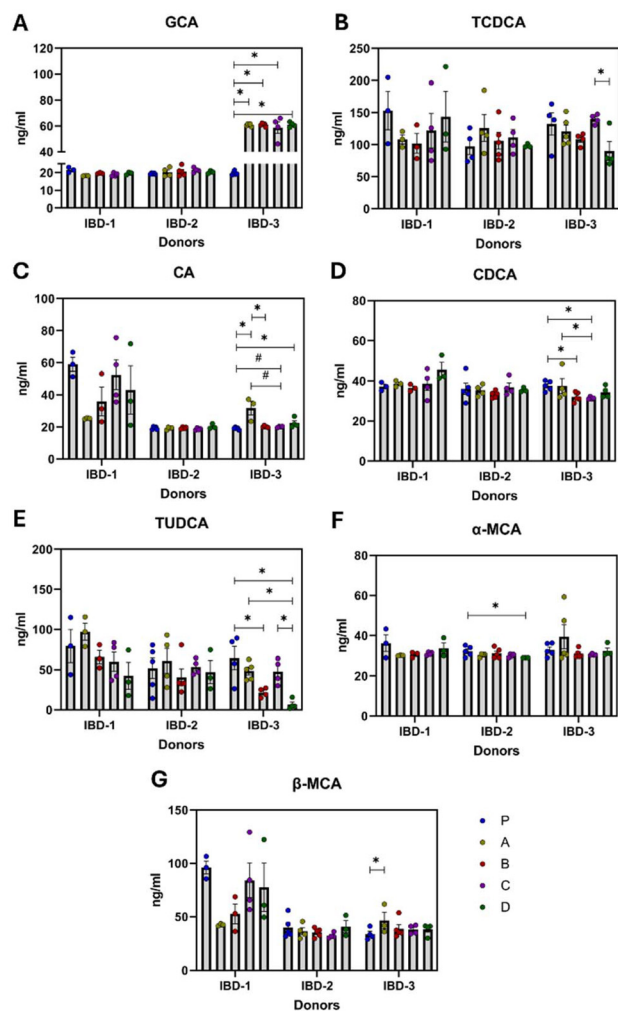 A
GCA
ng/ml
60
40
60
20
0
*
*
*
*
IBD-1
IBD-2
IBD-3
Donors
B
TCDCA
ng/ml
250
200
150
100
50
0
*
IBD-1
IBD-2
IBD-3
Donors
C
CA
ng/ml
100
80
60
40
20
0
*
*
*
#
#
IBD-1
IBD-2
IBD-3
Donors
D
CDCA
ng/ml
80
60
40
20
0
*
*
*
IBD-1
IBD-2
IBD-3
Donors
E
TUDCA
ng/ml
200
150
100
50
0
*
*
*
*
IBD-1
IBD-2
IBD-3
Donors
F
α-MCA
ng/ml
80
60
40
20
0
*
IBD-1
IBD-2
IBD-3
Donors
G
β-MCA
ng/ml
150
100
50
0
*
IBD-1
IBD-2
IBD-3
Donors
P
A
B
C
D